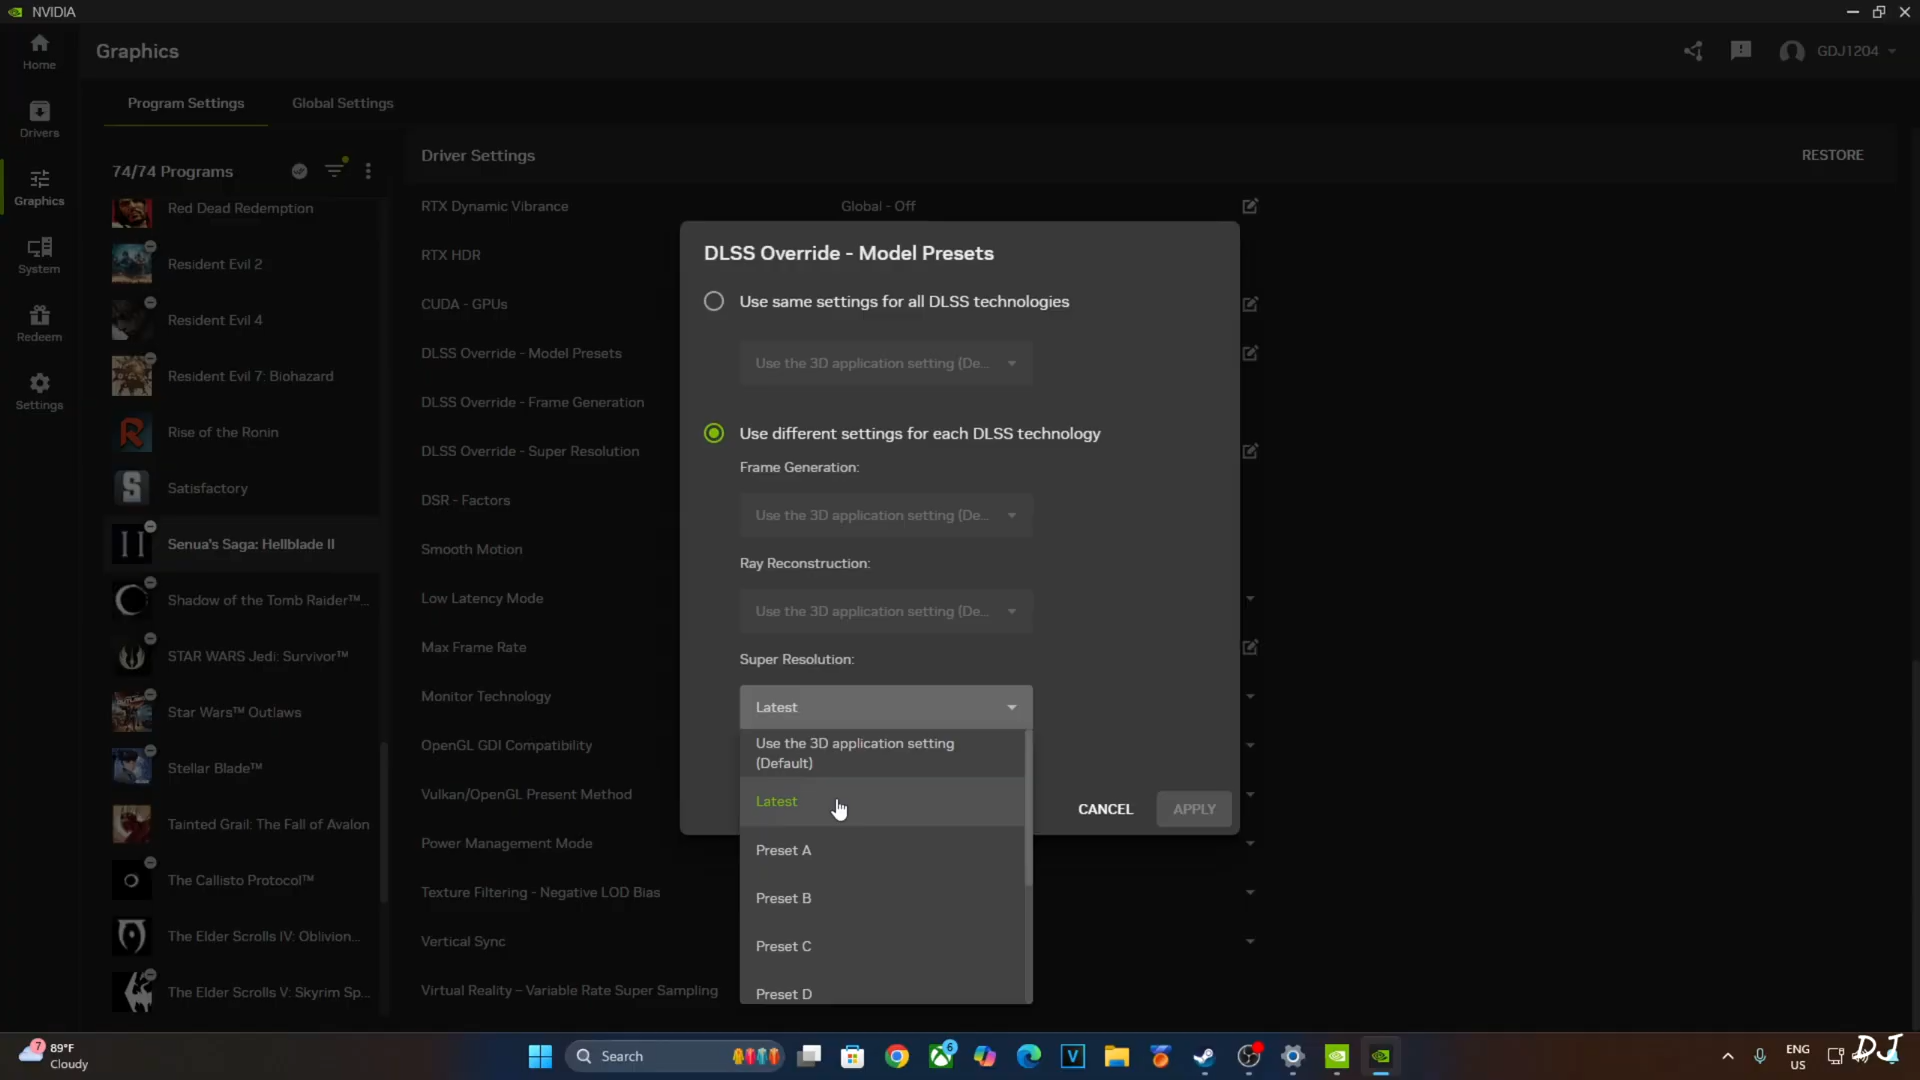 NVIDIA
Home
Graphics
GDJ1204
Program Settings
Global Settings
Drivers
74/74 Programs
Driver Settings
RESTORE
Graphics
Red Dead Redemption
RTX Dynamic Vibrance
Global - Off
Resident Evil 2
RTX HDR
System
Resident Evil 4
CUDA - GPUs
Redeem
Resident Evil 7: Biohazard
DLSS Override - Model Presets
Settings
Rise of the Ronin
DLSS Override - Frame Generation
DLSS Override - Super Resolution
Satisfactory
DSR - Factors
Senua's Saga: Hellblade II
Smooth Motion
Shadow of the Tomb Raider™...
Low Latency Mode
STAR WARS Jedi: Survivor™
Max Frame Rate
Star Wars™ Outlaws
Monitor Technology
Stellar Blade™
OpenGL GDI Compatibility
Tainted Grail: The Fall of Avalon
Vulkan/OpenGL Present Method
The Callisto Protocol™
Power Management Mode
Texture Filtering - Negative LOD Bias
The Elder Scrolls IV: Oblivion...
Vertical Sync
The Elder Scrolls V: Skyrim Sp...
Virtual Reality – Variable Rate Super Sampling
DLSS Override - Model Presets
Use same settings for all DLSS technologies
Use the 3D application setting (De...
Use different settings for each DLSS technology
Frame Generation:
Use the 3D application setting (De...
Ray Reconstruction:
Use the 3D application setting (De...
Super Resolution:
Latest
Use the 3D application setting
(Default)
Latest
Preset A
Preset B
Preset C
Preset D
CANCEL
APPLY
7
89°F
Cloudy
Search
6
V
ENG
US
DJ